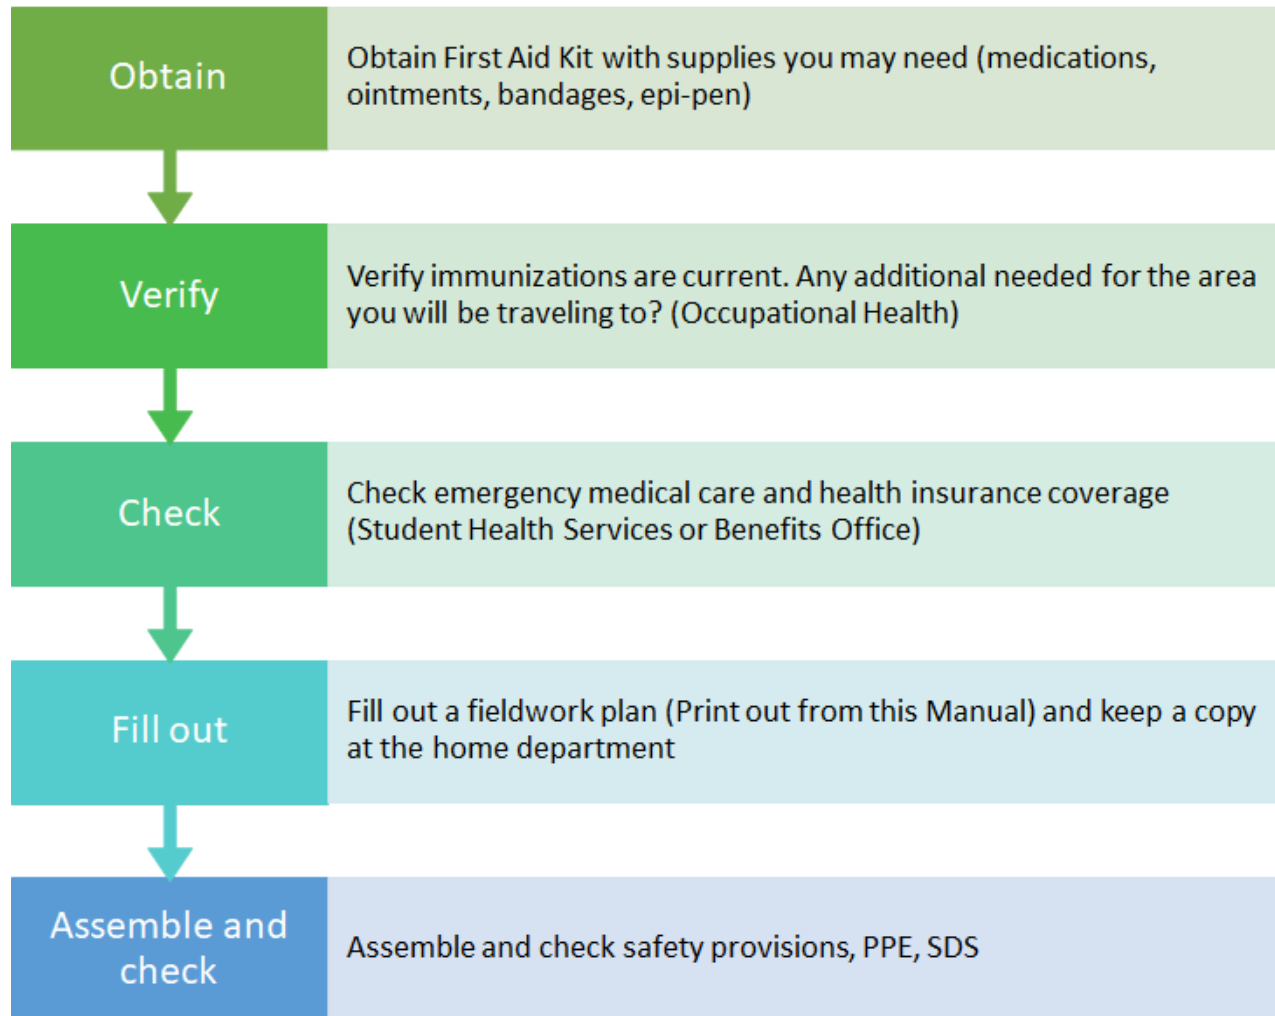 Obtain
Obtain First Aid Kit with supplies you may need (medications,
ointments, bandages, epi-pen)
Verify
Verify immunizations are current. Any additional needed for the area
you will be traveling to? (Occupational Health)
Check
Check emergency medical care and health insurance coverage
(Student Health Services or Benefits Office)
Fill out
Fill out a fieldwork plan (Print out from this Manual) and keep a copy
at the home department
Assemble and
check
Assemble and check safety provisions, PPE, SDS